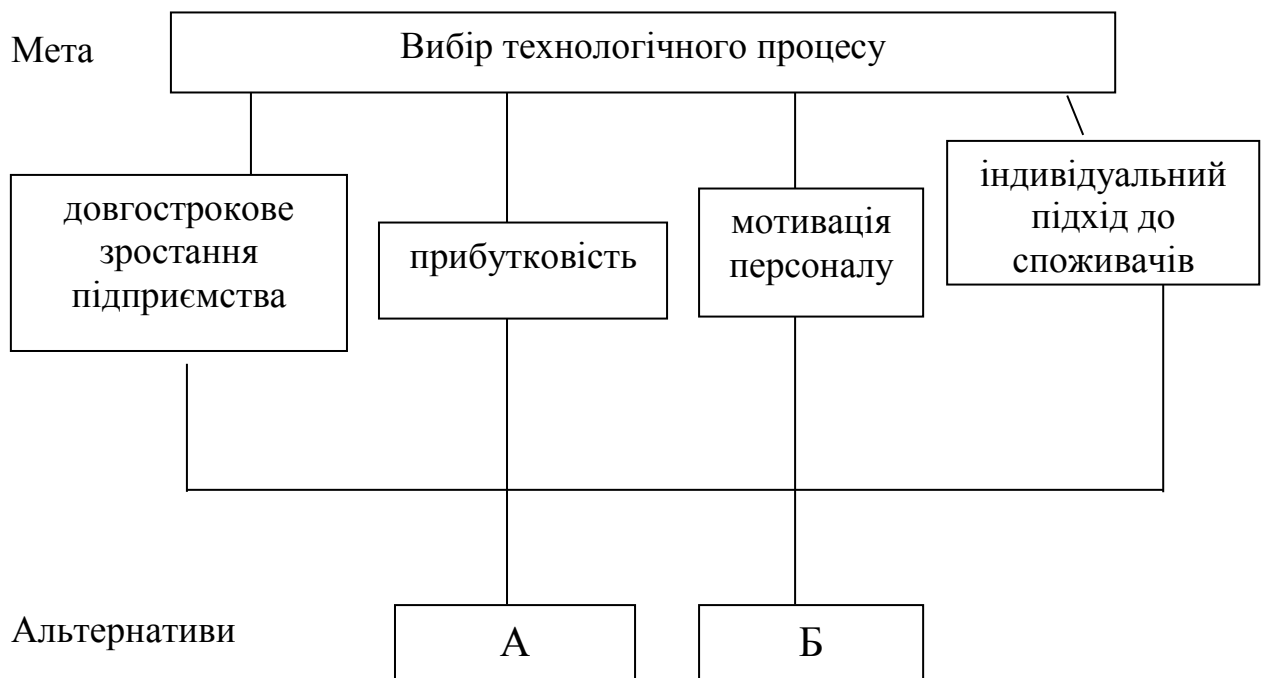 Мета
Вибір технологічного процесу
довгострокове
зростання
підприємства
прибутковість
мотивація
персоналу
індивідуальний
підхід до
споживачів
Альтернативи
А
Б